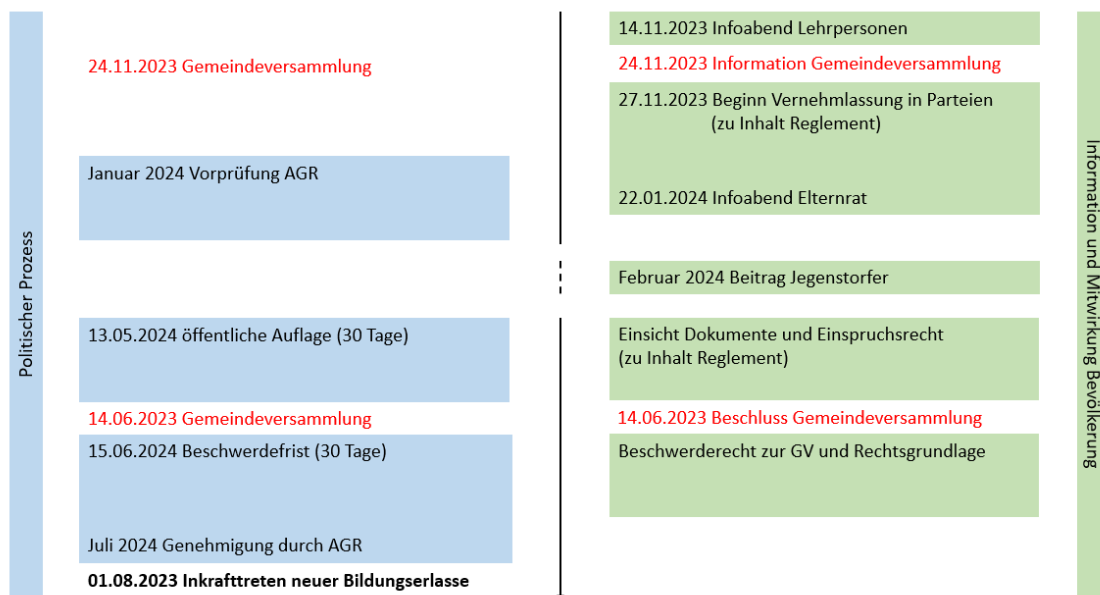 Politischer Prozess
24.11.2023 Gemeindeversammlung
Januar 2024 Vorprüfung AGR
13.05.2024 öffentliche Auflage (30 Tage)
14.06.2023 Gemeindeversammlung
15.06.2024 Beschwerdefrist (30 Tage)
Juli 2024 Genehmigung durch AGR
01.08.2023 Inkrafttreten neuer Bildungserlasse
14.11.2023 Infoabend Lehrpersonen
24.11.2023 Information Gemeindeversammlung
27.11.2023 Beginn Vernehmlassung in Parteien
(zu Inhalt Reglement)
22.01.2024 Infoabend Elternrat
Februar 2024 Beitrag Jegenstorfer
Einsicht Dokumente und Einspruchsrecht
(zu Inhalt Reglement)
14.06.2023 Beschluss Gemeindeversammlung
Beschwerderecht zur GV und Rechtsgrundlage
Information und Mitwirkung Bevölkerung